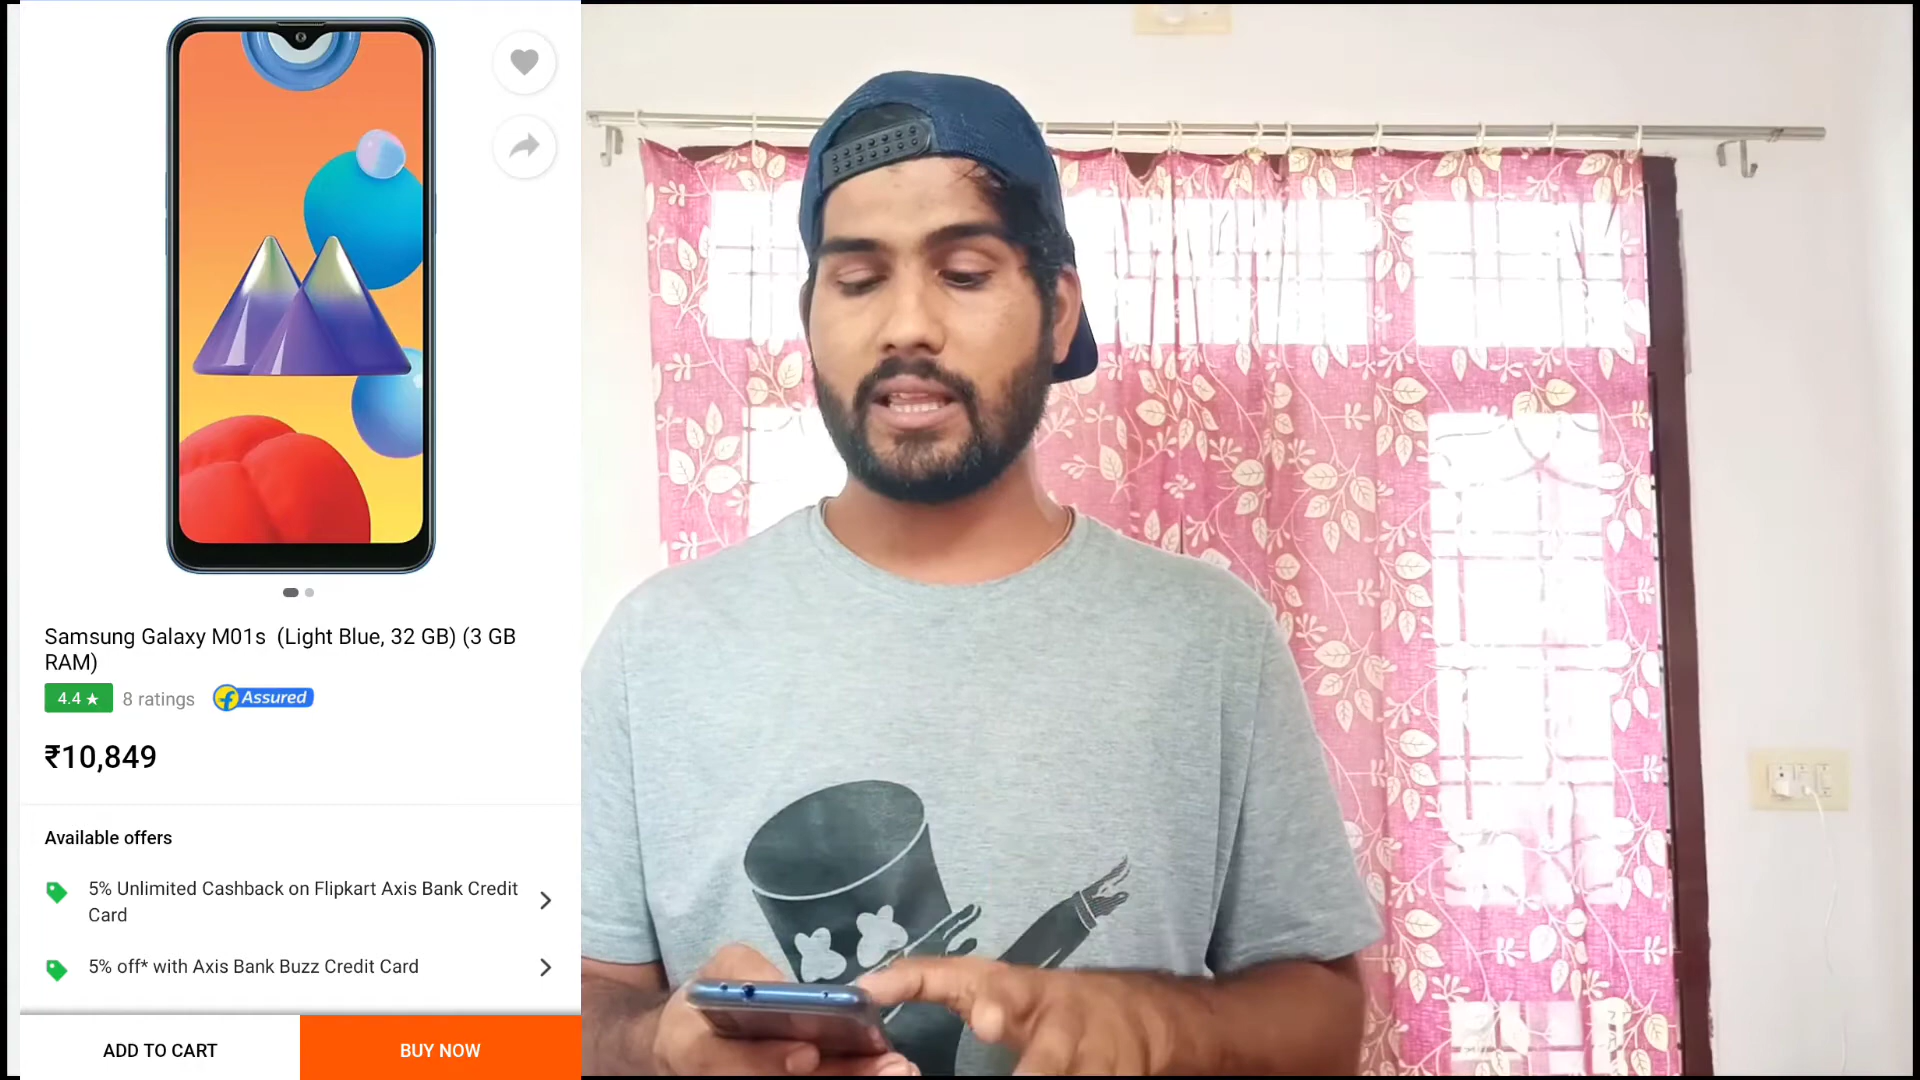 Samsung Galaxy M01s (Light Blue, 32 GB) (3 GB
RAM)
4.4 ★ 8 ratings Assured
₹10,849
Available offers
5% Unlimited Cashback on Flipkart Axis Bank Credit
Card
5% off* with Axis Bank Buzz Credit Card
ADD TO CART BUY NOW